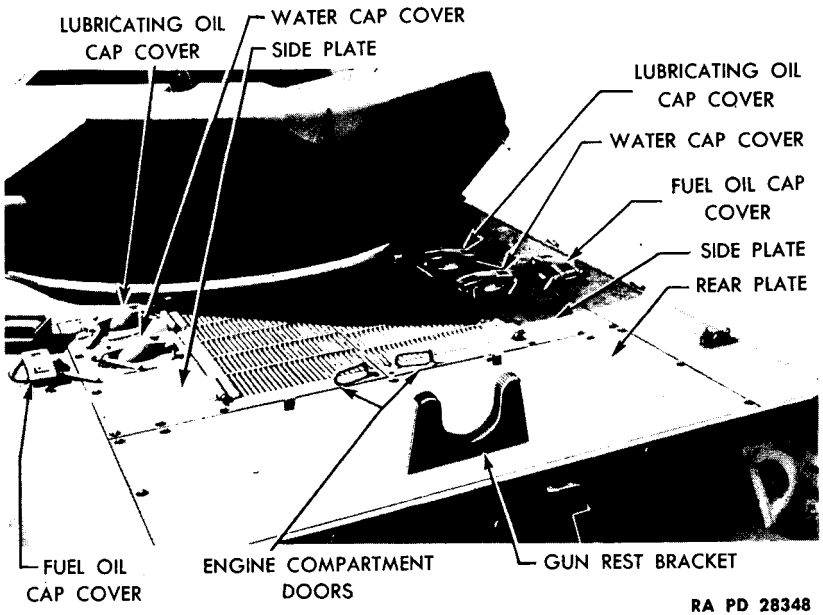 LUBRICATING OIL
CAP COVER
WATER CAP COVER
SIDE PLATE
LUBRICATING OIL
CAP COVER
WATER CAP COVER
FUEL OIL CAP
COVER
SIDE PLATE
REAR PLATE
FUEL OIL
CAP COVER
ENGINE COMPARTMENT
DOORS
GUN REST BRACKET
RA PD 28348